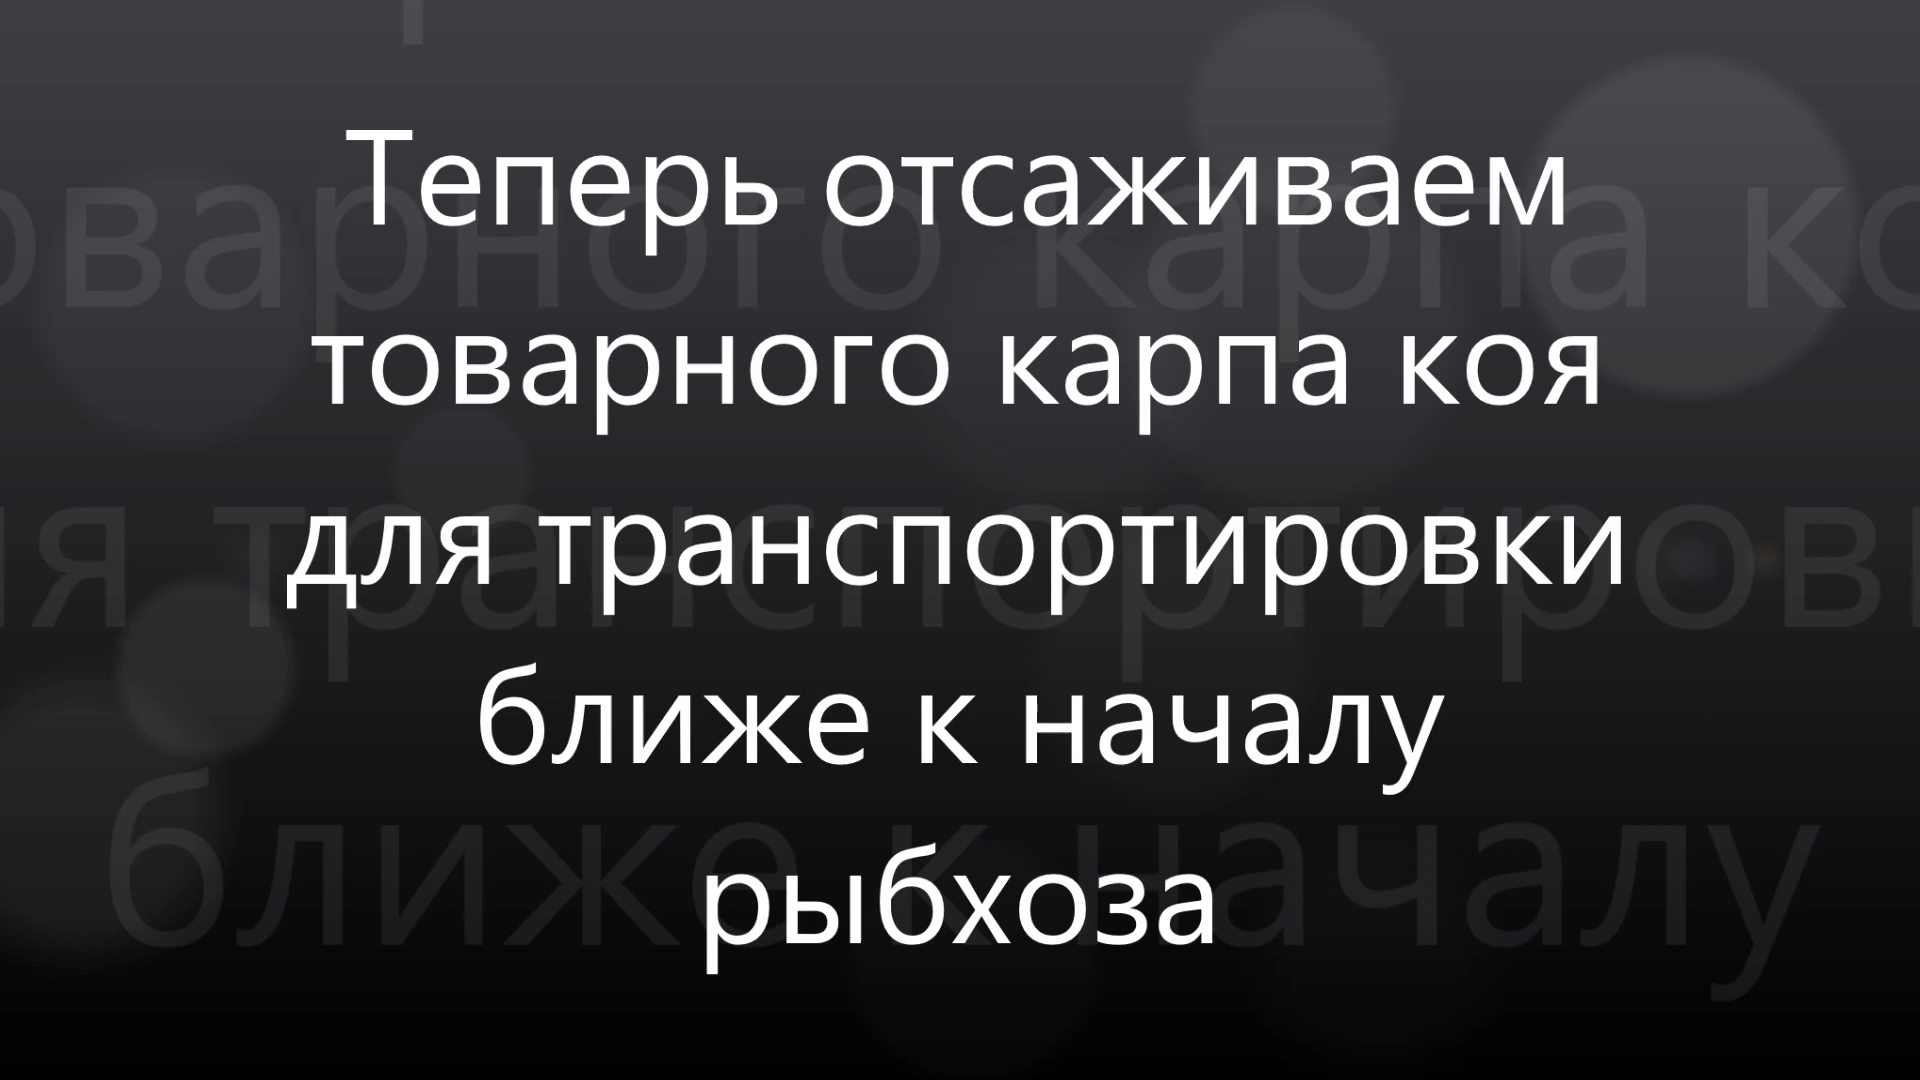 Теперь отсаживаем
товарного карпа коя
для транспортировки
ближе к началу
рыбхоза